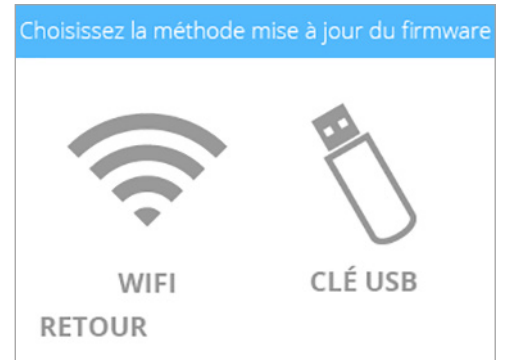 Choisissez la méthode mise à jour du firmware
WIFI
CLÉ USB
RETOUR